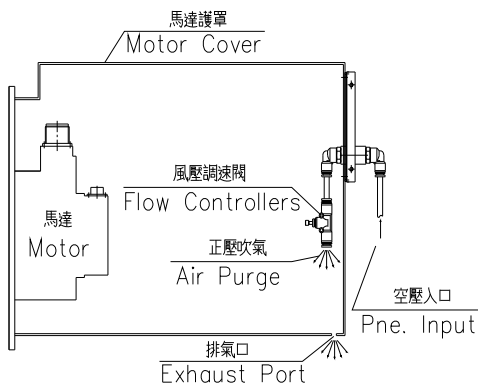 馬達護罩
Motor Cover
風壓調速閥
Flow Controllers
馬達
Motor
正壓吹氣
Air Purge
空壓入口
Pne. Input
排氣口
Exhaust Port